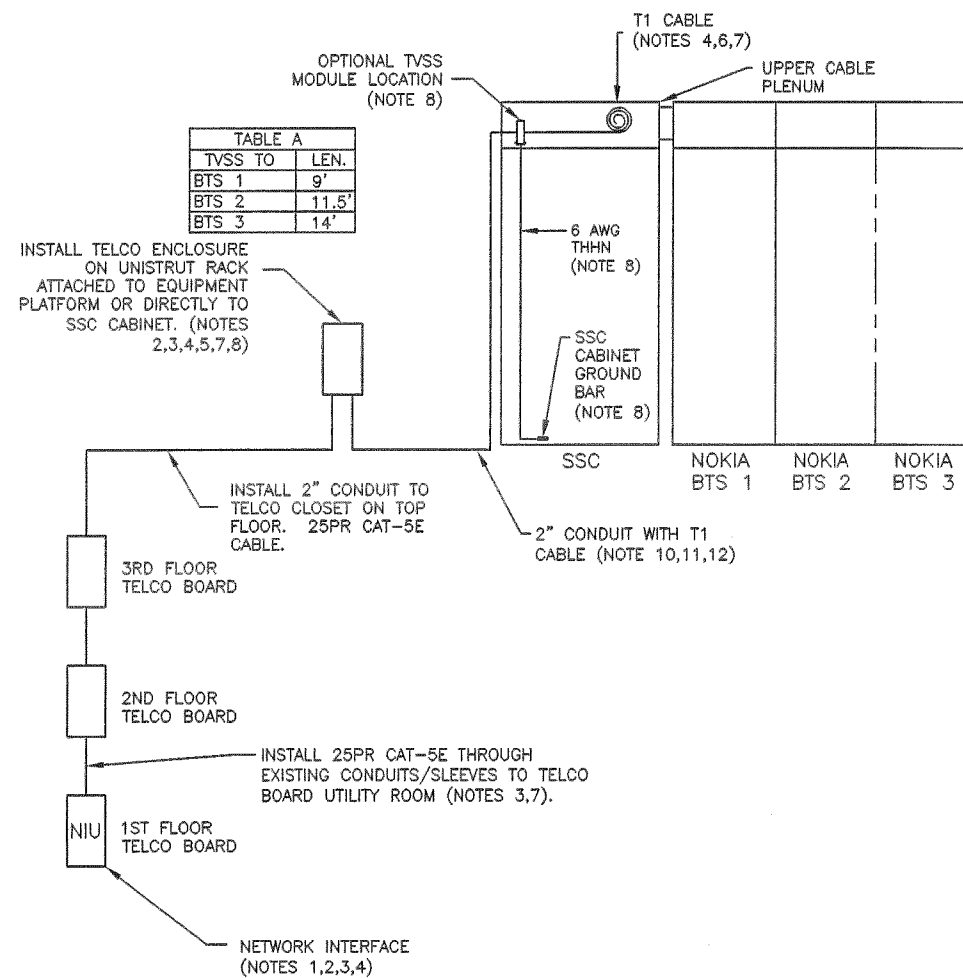 T1 CABLE
(NOTES 4,6,7)
OPTIONAL TVSS
MODULE LOCATION
(NOTE 8)
UPPER CABLE
PLENUM
TABLE A
TVSS TO LEN.
BTS 1 9'
BTS 2 11.5'
BTS 3 14'
INSTALL TELCO ENCLOSURE
ON UNISTRUT RACK
ATTACHED TO EQUIPMENT
PLATFORM OR DIRECTLY TO
SSC CABINET. (NOTES
2,3,4,5,7,8)
6 AWG
THHN
(NOTE 8)
SSC
CABINET
GROUND
BAR
(NOTE 8)
SSC
NOKIA
BTS 1
NOKIA
BTS 2
NOKIA
BTS 3
INSTALL 2" CONDUIT TO
TELCO CLOSET ON TOP
FLOOR. 25PR CAT-5E
CABLE.
2" CONDUIT WITH T1
CABLE (NOTE 10,11,12)
3RD FLOOR
TELCO BOARD
2ND FLOOR
TELCO BOARD
INSTALL 25PR CAT-5E THROUGH
EXISTING CONDUITS/SLEEVES TO TELCO
BOARD UTILITY ROOM (NOTES 3,7).
NIU
1ST FLOOR
TELCO BOARD
NETWORK INTERFACE
(NOTES 1,2,3,4)